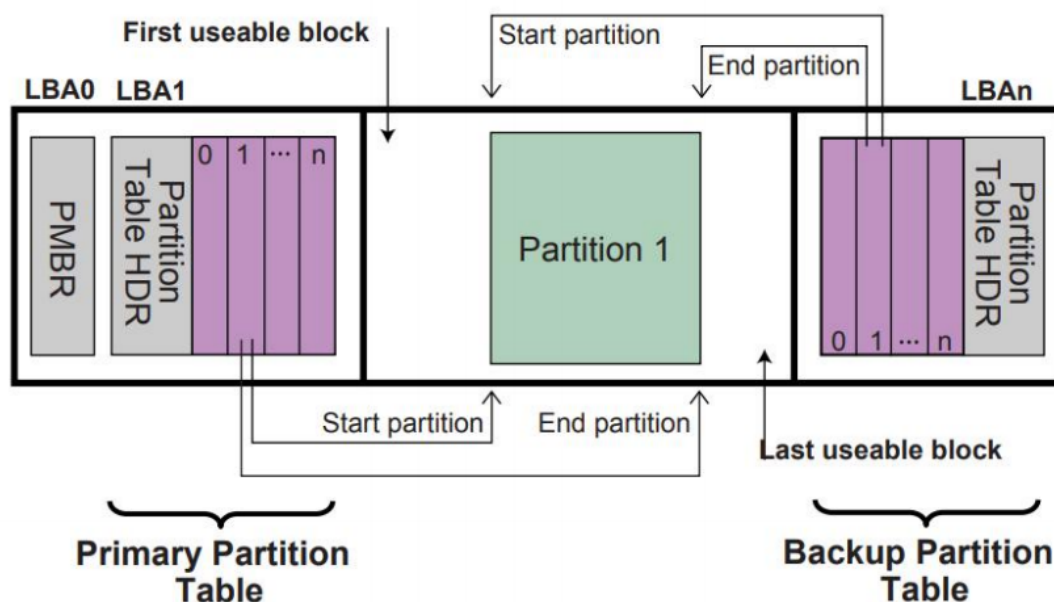 First useable block
Start partition
End partition
LBA0 LBA1
LBAn
PMBR
Partition
Table HDR
0 1 ... n
Partition 1
0 1 ... n
Partition
Table HDR
Start partition
End partition
Last useable block
Primary Partition
Table
Backup Partition
Table